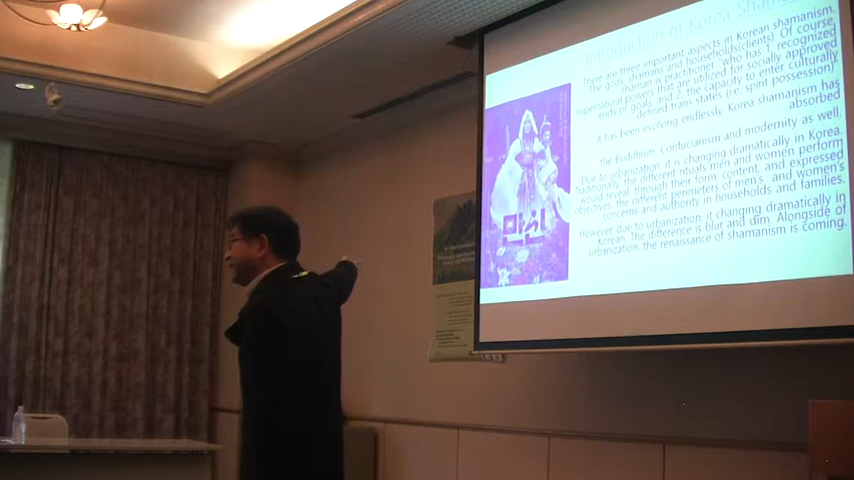 Introduction of Korea Shamanism
There are three important aspects in Korean shamanism.
The gods, shamans and households(clients). Of course,
shaman is practitioner "who has 1. recognized
supernatural powers that are utilized for socially approved
ends of goals, and 2. the capacity to enter culturally
defined trans states (i.e. spirit possession)"
It has been evolving endlessly. Korea shamanism has
absorbed
the Buddhism, Confucianism and modernity as well.
Due to urbanization, it is changing dramatically in Korea.
Traditionally, the different rituals men and women perform
would reveal, through their form, content, and expressed
objectives, the different perimeters of men's, and women's
concerns and authority in households and families.
However, due to urbanization, it changing dramatically in
Korean. The difference is blur and dim. Alongside of
urbanization, the renaissance of shamanism is coming.